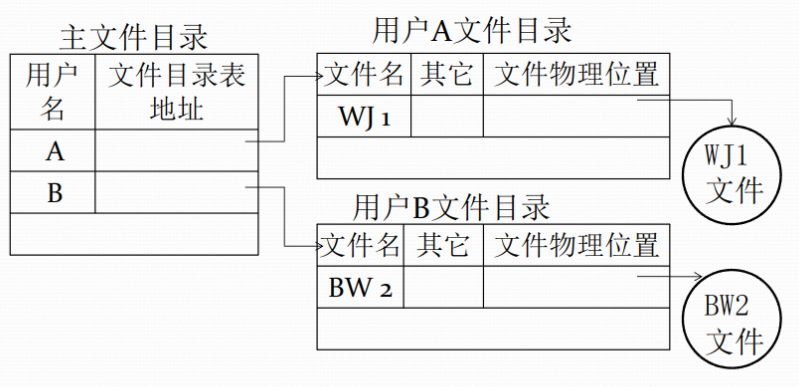 主文件目录
用户名
文件目录表地址
A
B
用户A文件目录
文件名 其它 文件物理位置
WJ 1
WJ1
文件
用户B文件目录
文件名 其它 文件物理位置
BW 2
BW2
文件